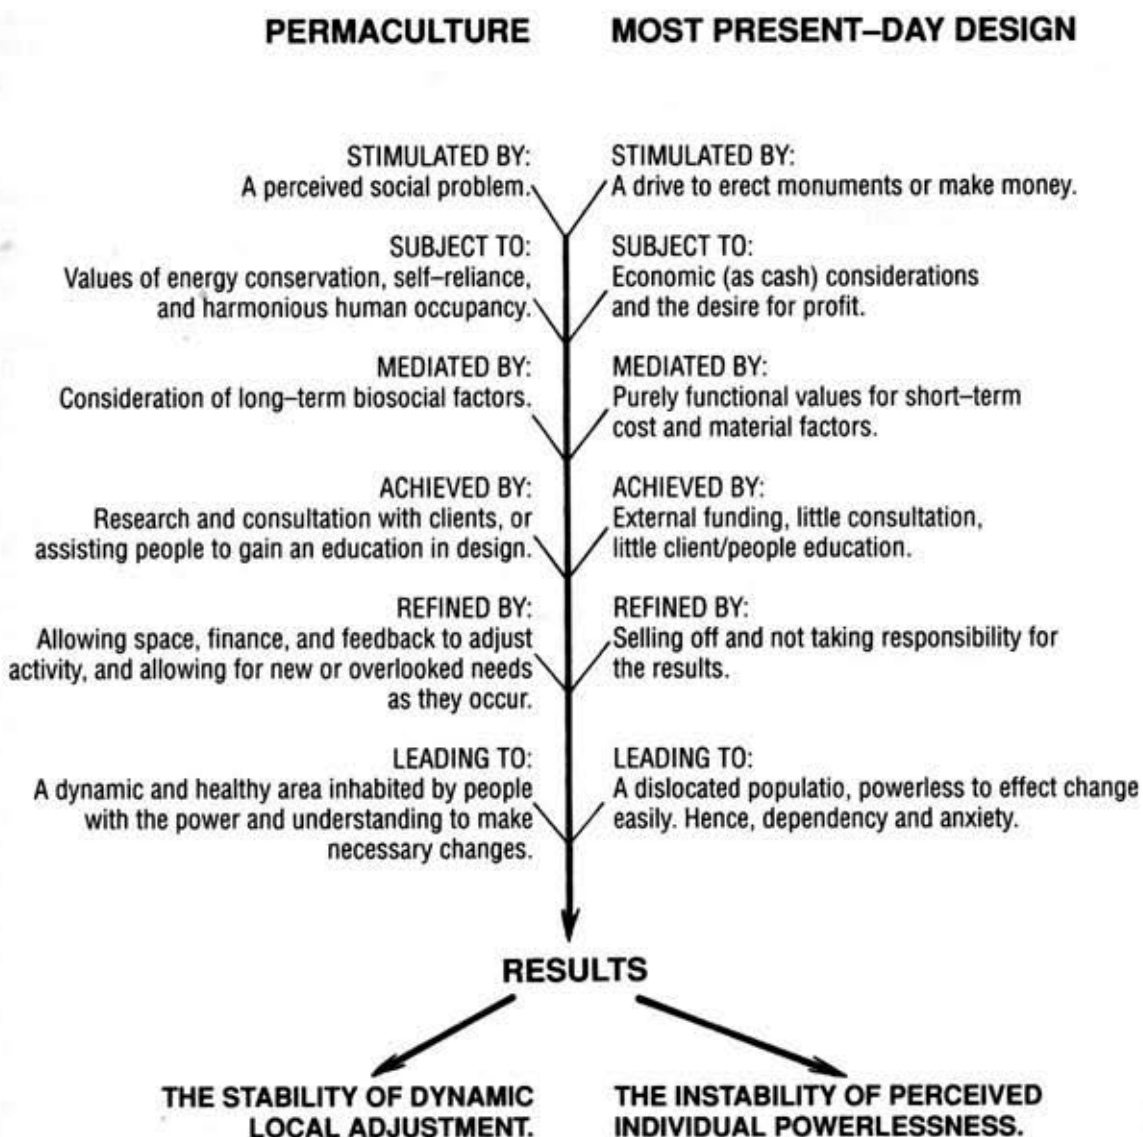 PERMACULTURE
MOST PRESENT–DAY DESIGN
STIMULATED BY:
A perceived social problem.
STIMULATED BY:
A drive to erect monuments or make money.
SUBJECT TO:
Values of energy conservation, self–reliance,
and harmonious human occupancy.
SUBJECT TO:
Economic (as cash) considerations
and the desire for profit.
MEDIATED BY:
Consideration of long–term biosocial factors.
MEDIATED BY:
Purely functional values for short–term
cost and material factors.
ACHIEVED BY:
Research and consultation with clients, or
assisting people to gain an education in design.
ACHIEVED BY:
External funding, little consultation,
little client/people education.
REFINED BY:
Allowing space, finance, and feedback to adjust
activity, and allowing for new or overlooked needs
as they occur.
REFINED BY:
Selling off and not taking responsibility for
the results.
LEADING TO:
A dynamic and healthy area inhabited by people
with the power and understanding to make
necessary changes.
LEADING TO:
A dislocated populatio, powerless to effect change
easily. Hence, dependency and anxiety.
RESULTS
THE STABILITY OF DYNAMIC
LOCAL ADJUSTMENT.
THE INSTABILITY OF PERCEIVED
INDIVIDUAL POWERLESSNESS.